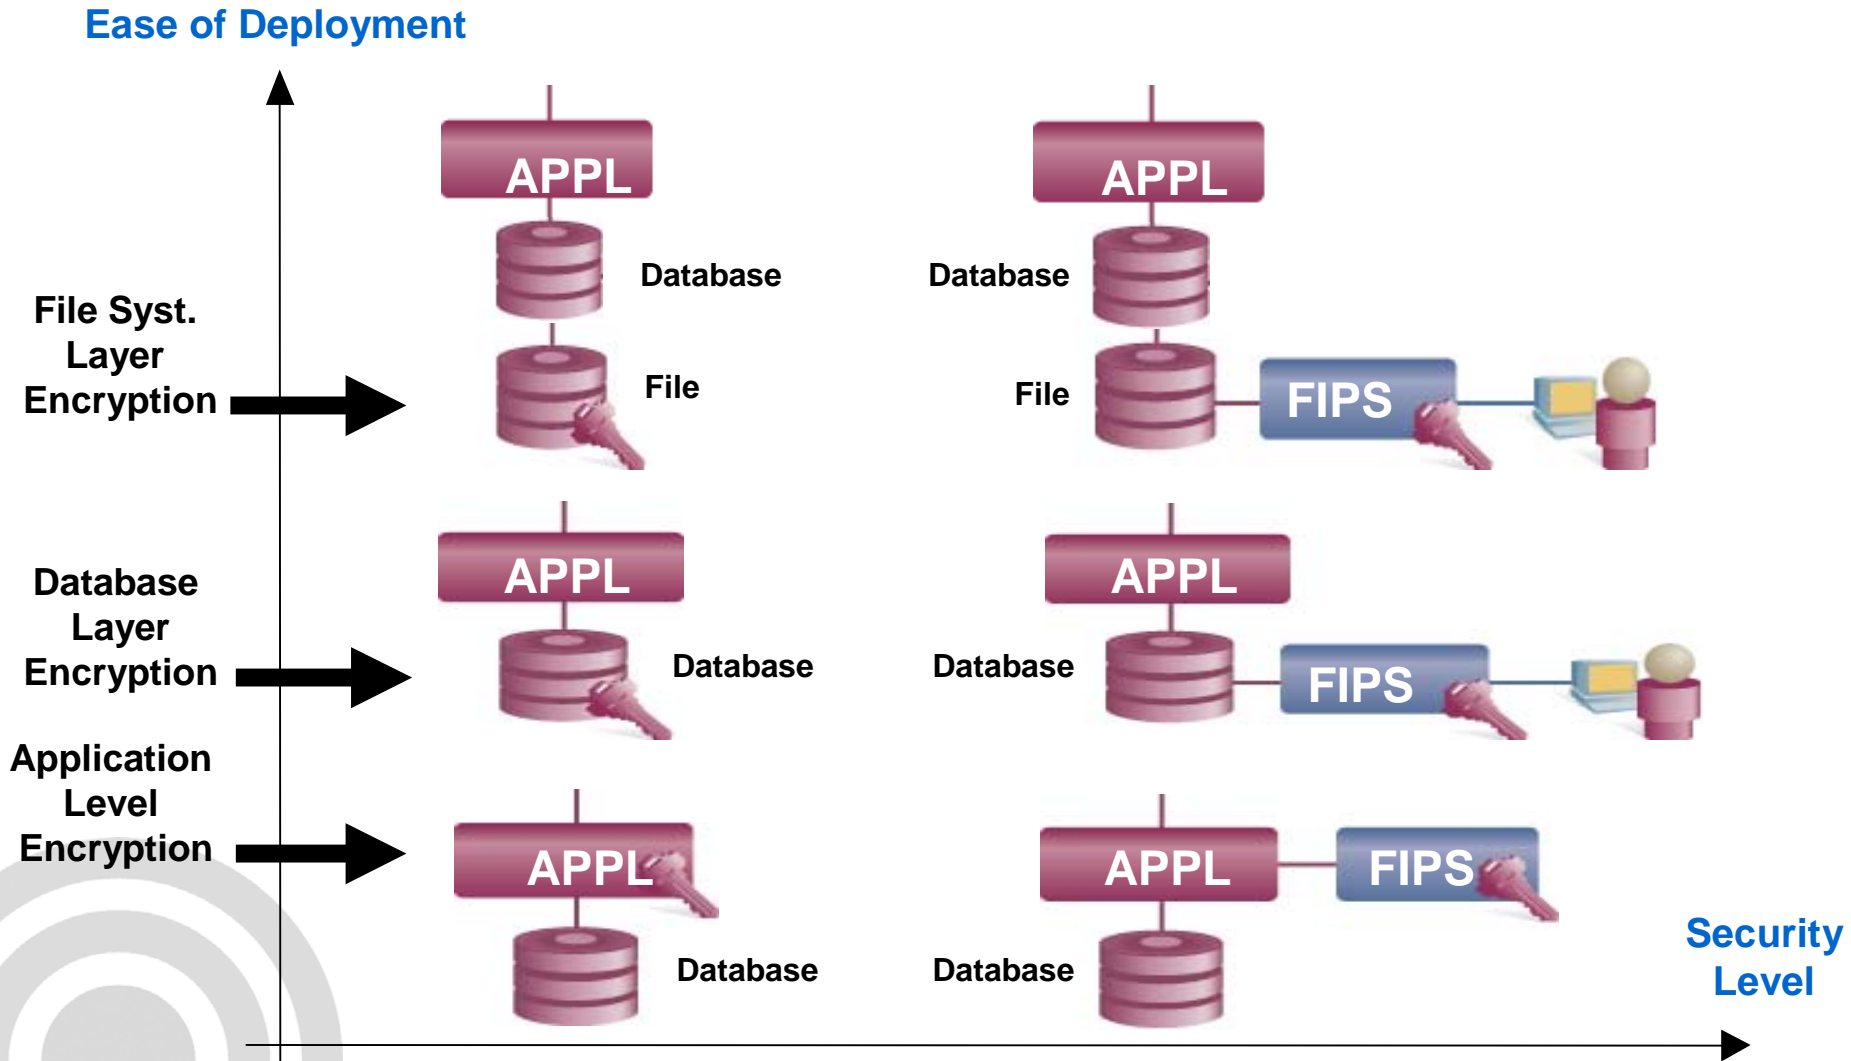 Ease of Deployment
APPL
APPL
Database
Database
File Syst.
Layer
Encryption
File
File
FIPS
APPL
APPL
Database
Layer
Encryption
Database
Database
FIPS
Application
Level
Encryption
APPL
APPL
FIPS
Database
Database
Security
Level